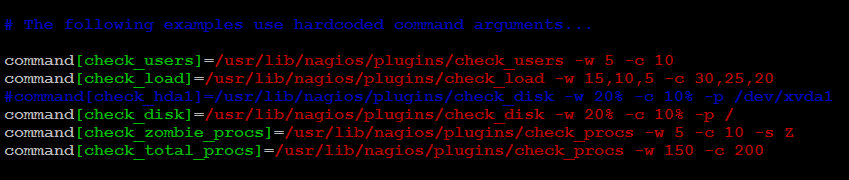 # The following examples use hardcoded command arguments...
command[check_users]=/usr/lib/nagios/plugins/check_users -w 5 -c 10
command[check_load]=/usr/lib/nagios/plugins/check_load -w 15,10,5 -c 30,25,20
#command[check_hda1]=/usr/lib/nagios/plugins/check_disk -w 20% -c 10% -p /dev/xvda1
command[check_disk]=/usr/lib/nagios/plugins/check_disk -w 20% -c 10% -p /
command[check_zombie_procs]=/usr/lib/nagios/plugins/check_procs -w 5 -c 10 -s Z
command[check_total_procs]=/usr/lib/nagios/plugins/check_procs -w 150 -c 200